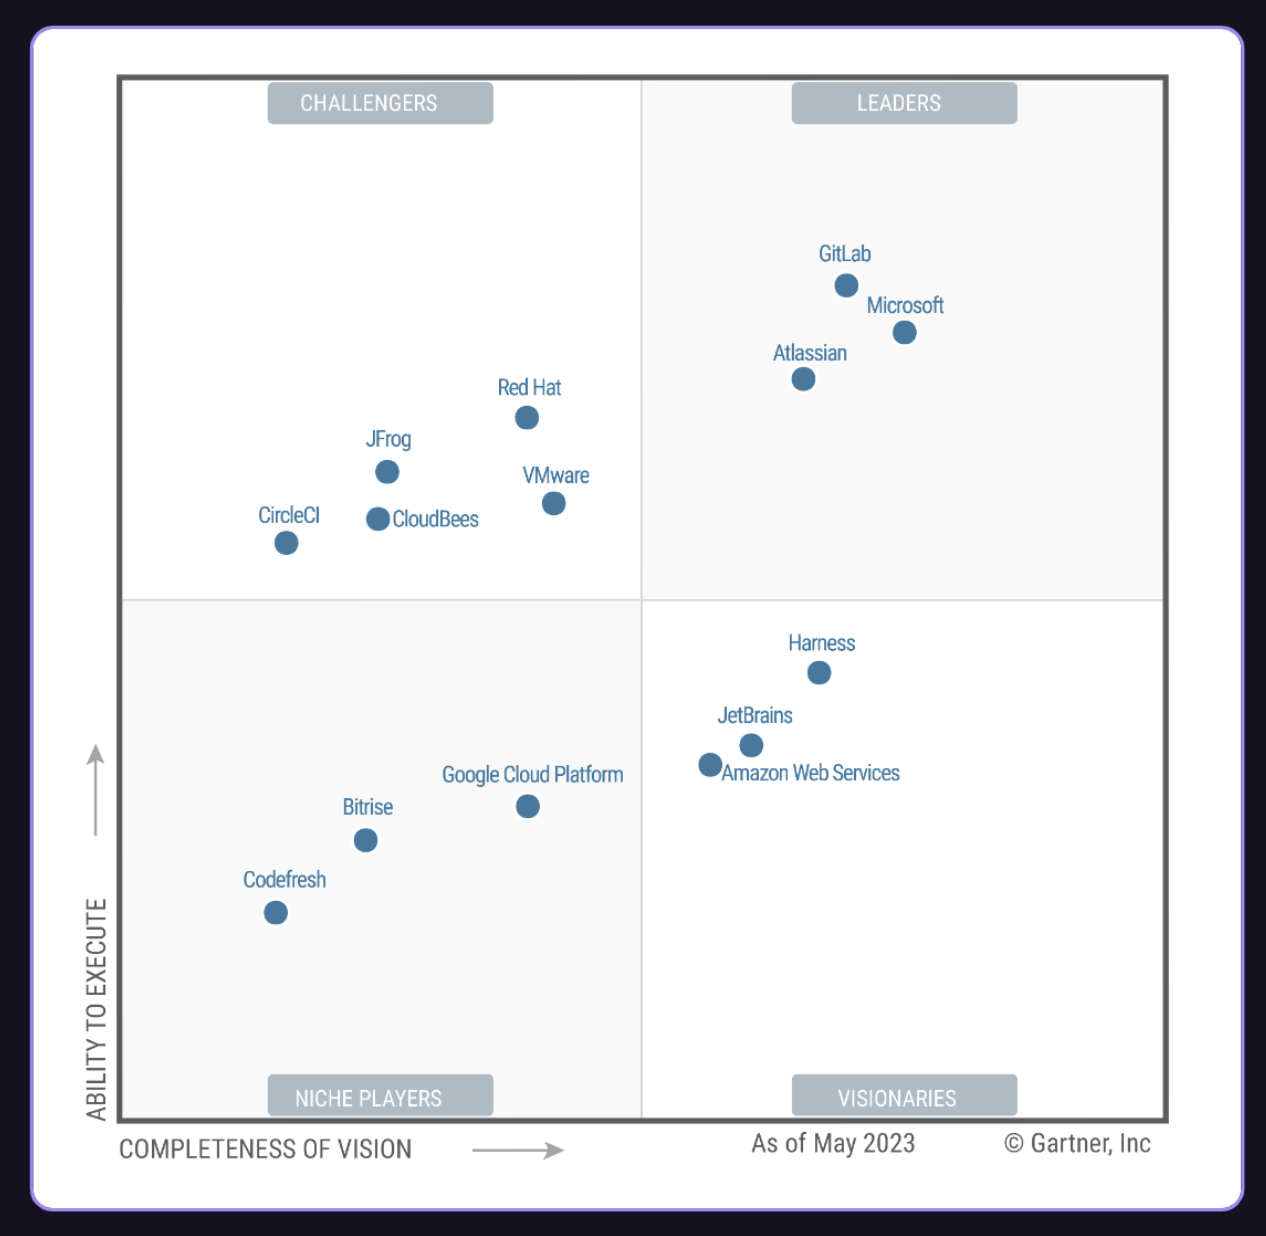 CHALLENGERS
LEADERS
GitLab
Microsoft
Atlassian
Red Hat
JFrog
VMware
CircleCI
CloudBees
Harness
JetBrains
Amazon Web Services
Google Cloud Platform
Bitrise
Codefresh
ABILITY TO EXECUTE
NICHE PLAYERS
VISIONARIES
COMPLETENESS OF VISION
As of May 2023
© Gartner, Inc